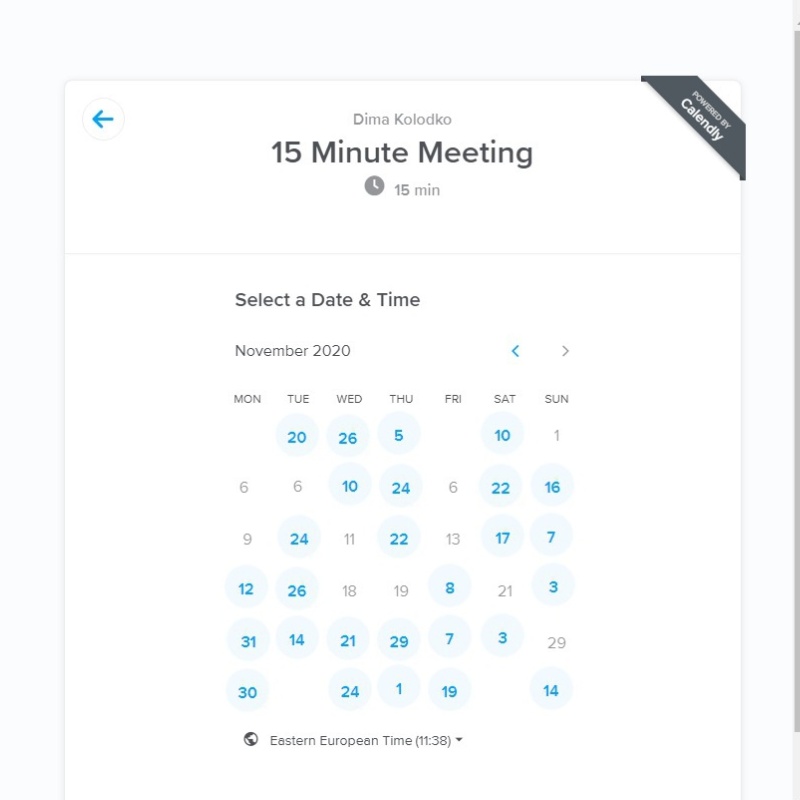 Dima Kolodko
15 Minute Meeting
15 min
POWERED BY
Calendly
Select a Date & Time
November 2020
MON TUE WED THU FRI SAT SUN
20 26 5 10 1
6 6 10 24 6 22 16
9 24 11 22 13 17 7
12 26 18 19 8 21 3
31 14 21 29 7 3 29
30 24 1 19 14
Eastern European Time (11:38)